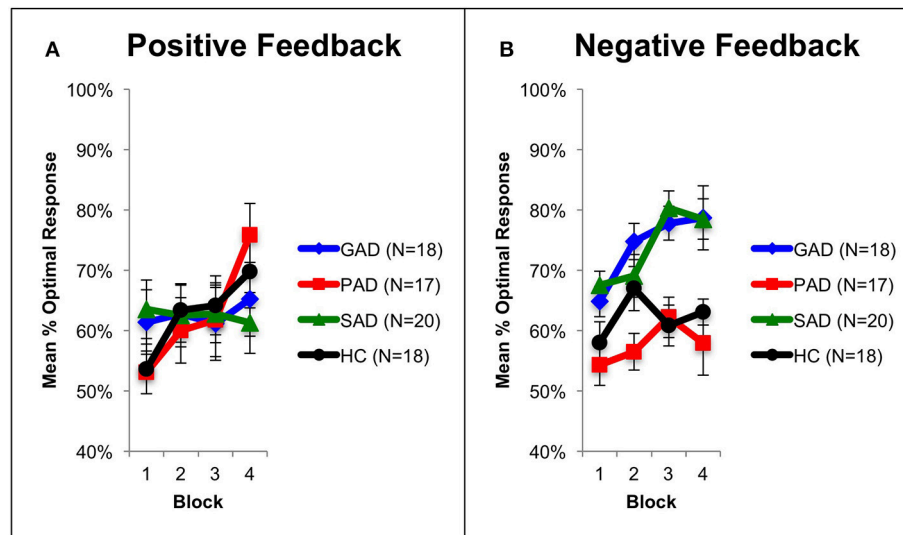 A Positive Feedback
100%
90%
80%
70%
60%
50%
40%
Mean % Optimal Response
1 2 3 4
Block
GAD (N=18)
PAD (N=17)
SAD (N=20)
HC (N=18)
B Negative Feedback
100%
90%
80%
70%
60%
50%
40%
Mean % Optimal Response
1 2 3 4
Block
GAD (N=18)
PAD (N=17)
SAD (N=20)
HC (N=18)